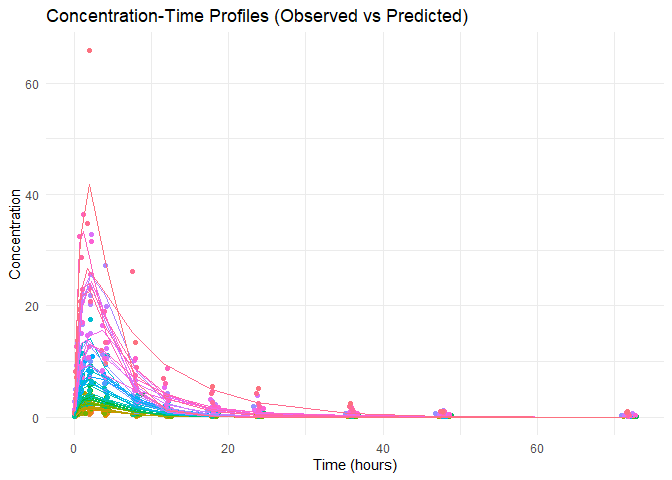 Concentration-Time Profiles (Observed vs Predicted)
60
40
20
0
Concentration
0 20 40 60
Time (hours)